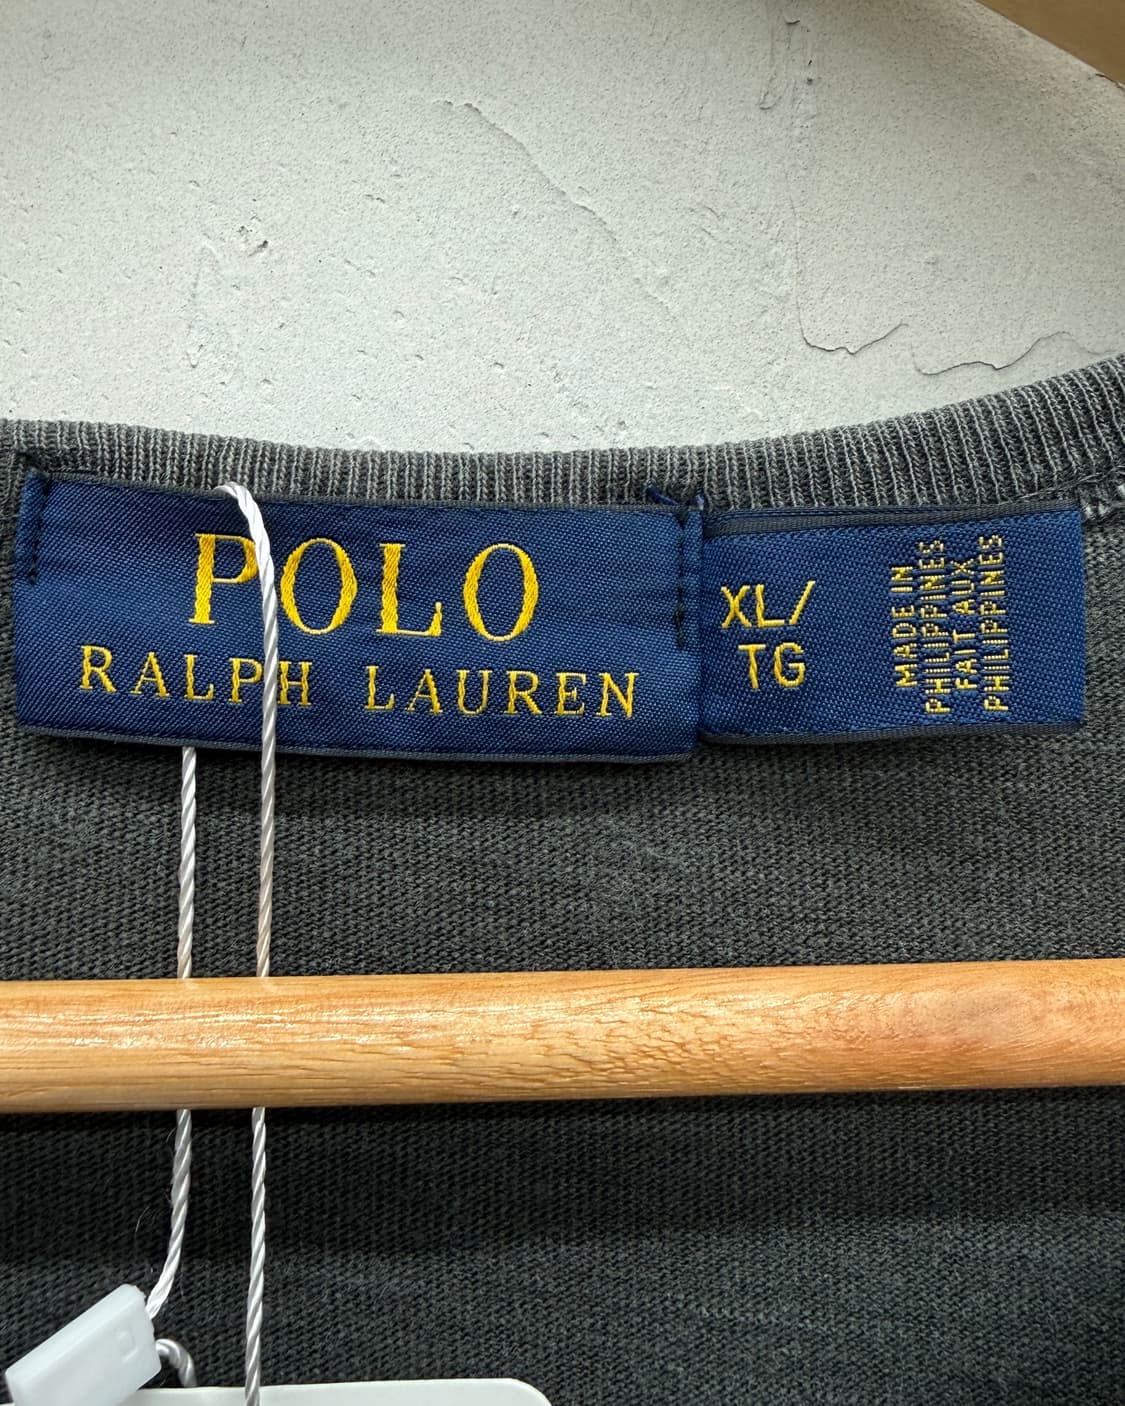 POLO
RALPH LAUREN
XL/
TG
MADE IN
PHILIPPINES
FAIT AUX
PHILIPPINES